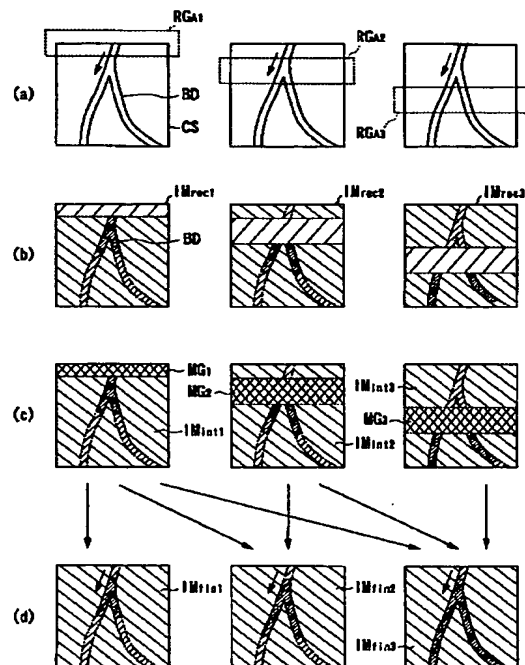 RGA1
RGA2
(a)
BD
CS
RGA3
IMrec1
IMrec2
IMrec3
(b)
BD
MG1
MG2
IMint3
(c)
MG3
IMint1
IMint2
IMfin1
IMfin2
(d)
IMfin3